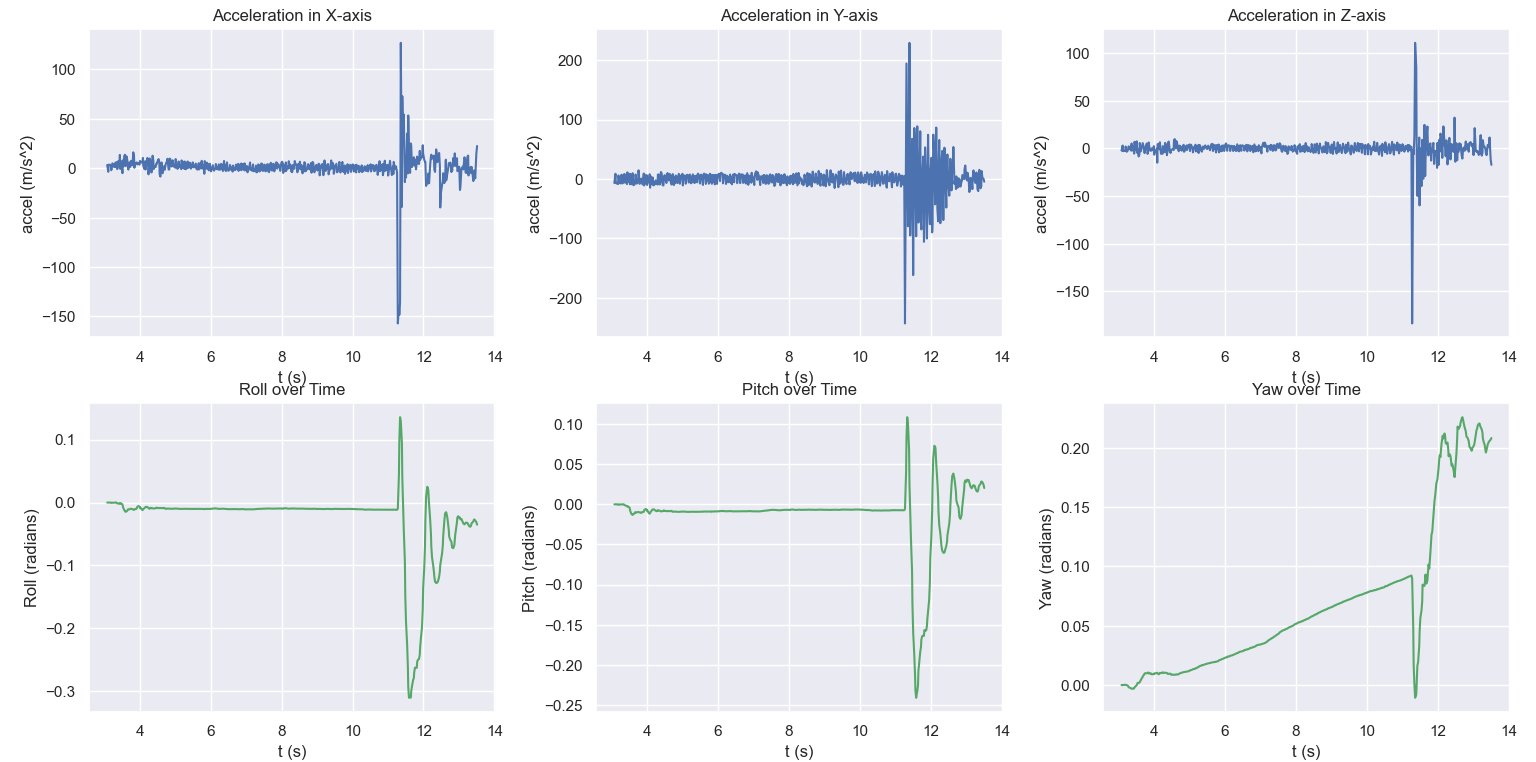 Acceleration in X-axis
accel (m/s^2)
100
50
0
−50
−100
−150
4 6 8 10 12 14
t (s)
Acceleration in Y-axis
accel (m/s^2)
200
100
0
−100
−200
4 6 8 10 12 14
t (s)
Acceleration in Z-axis
accel (m/s^2)
100
50
0
−50
−100
−150
4 6 8 10 12 14
t (s)
Roll over Time
Roll (radians)
0.1
0.0
−0.1
−0.2
−0.3
4 6 8 10 12 14
t (s)
Pitch over Time
Pitch (radians)
0.10
0.05
0.00
−0.05
−0.10
−0.15
−0.20
−0.25
4 6 8 10 12 14
t (s)
Yaw over Time
Yaw (radians)
0.20
0.15
0.10
0.05
0.00
4 6 8 10 12 14
t (s)